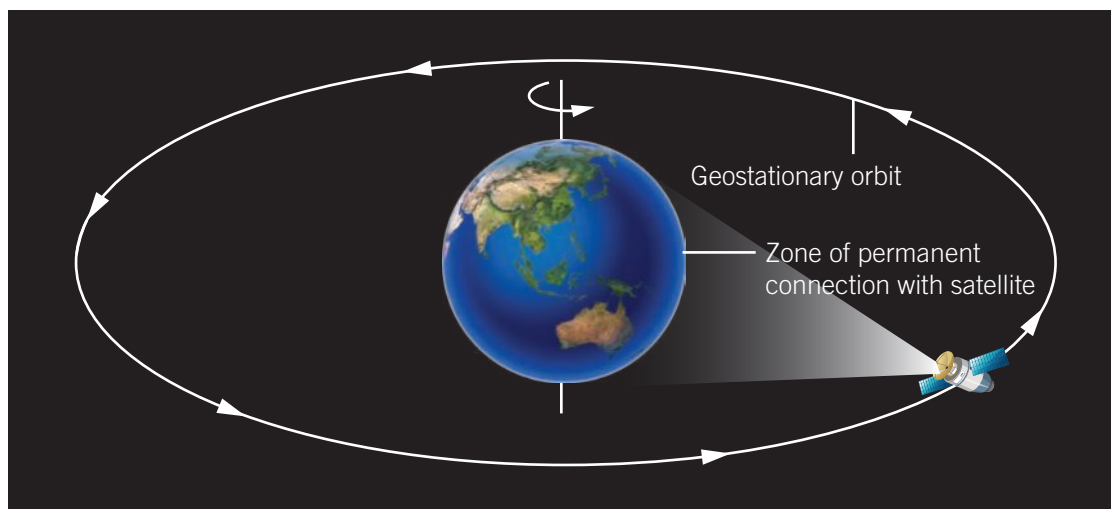 Geostationary orbit
Zone of permanent
connection with satellite